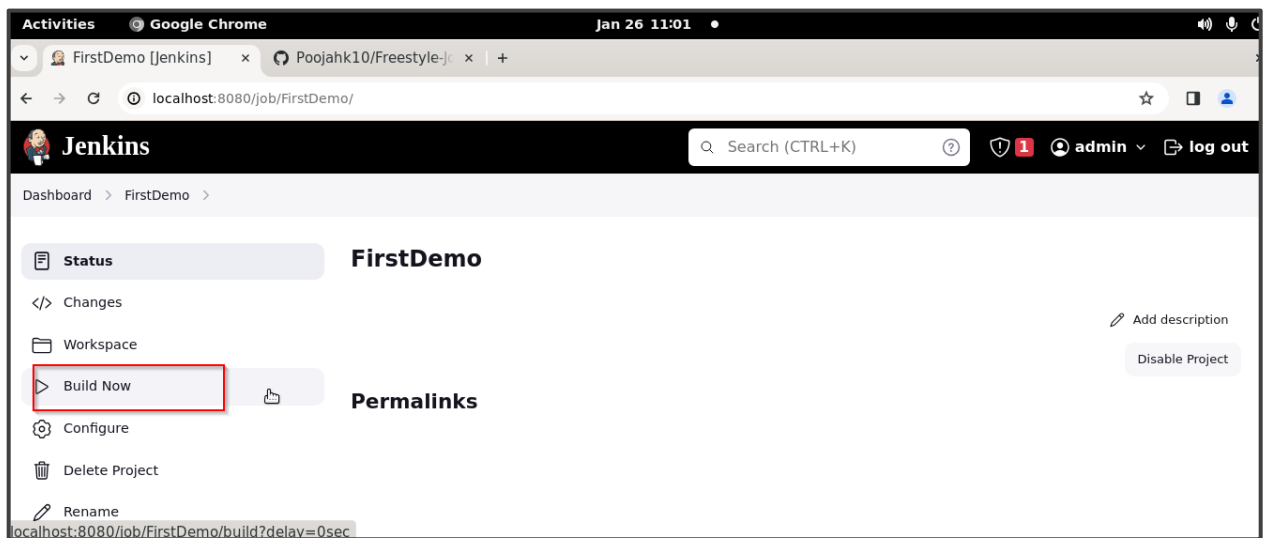 Activities Google Chrome Jan 26 11:01
FirstDemo [Jenkins] × Poojahk10/Freestyle-Jo × +
localhost:8080/job/FirstDemo/
Jenkins Search (CTRL+K) ? 1 admin log out
Dashboard > FirstDemo >
Status
FirstDemo
</> Changes
Add description
Workspace
Disable Project
Build Now
Permalinks
Configure
Delete Project
Rename
localhost:8080/job/FirstDemo/build?delay=0sec